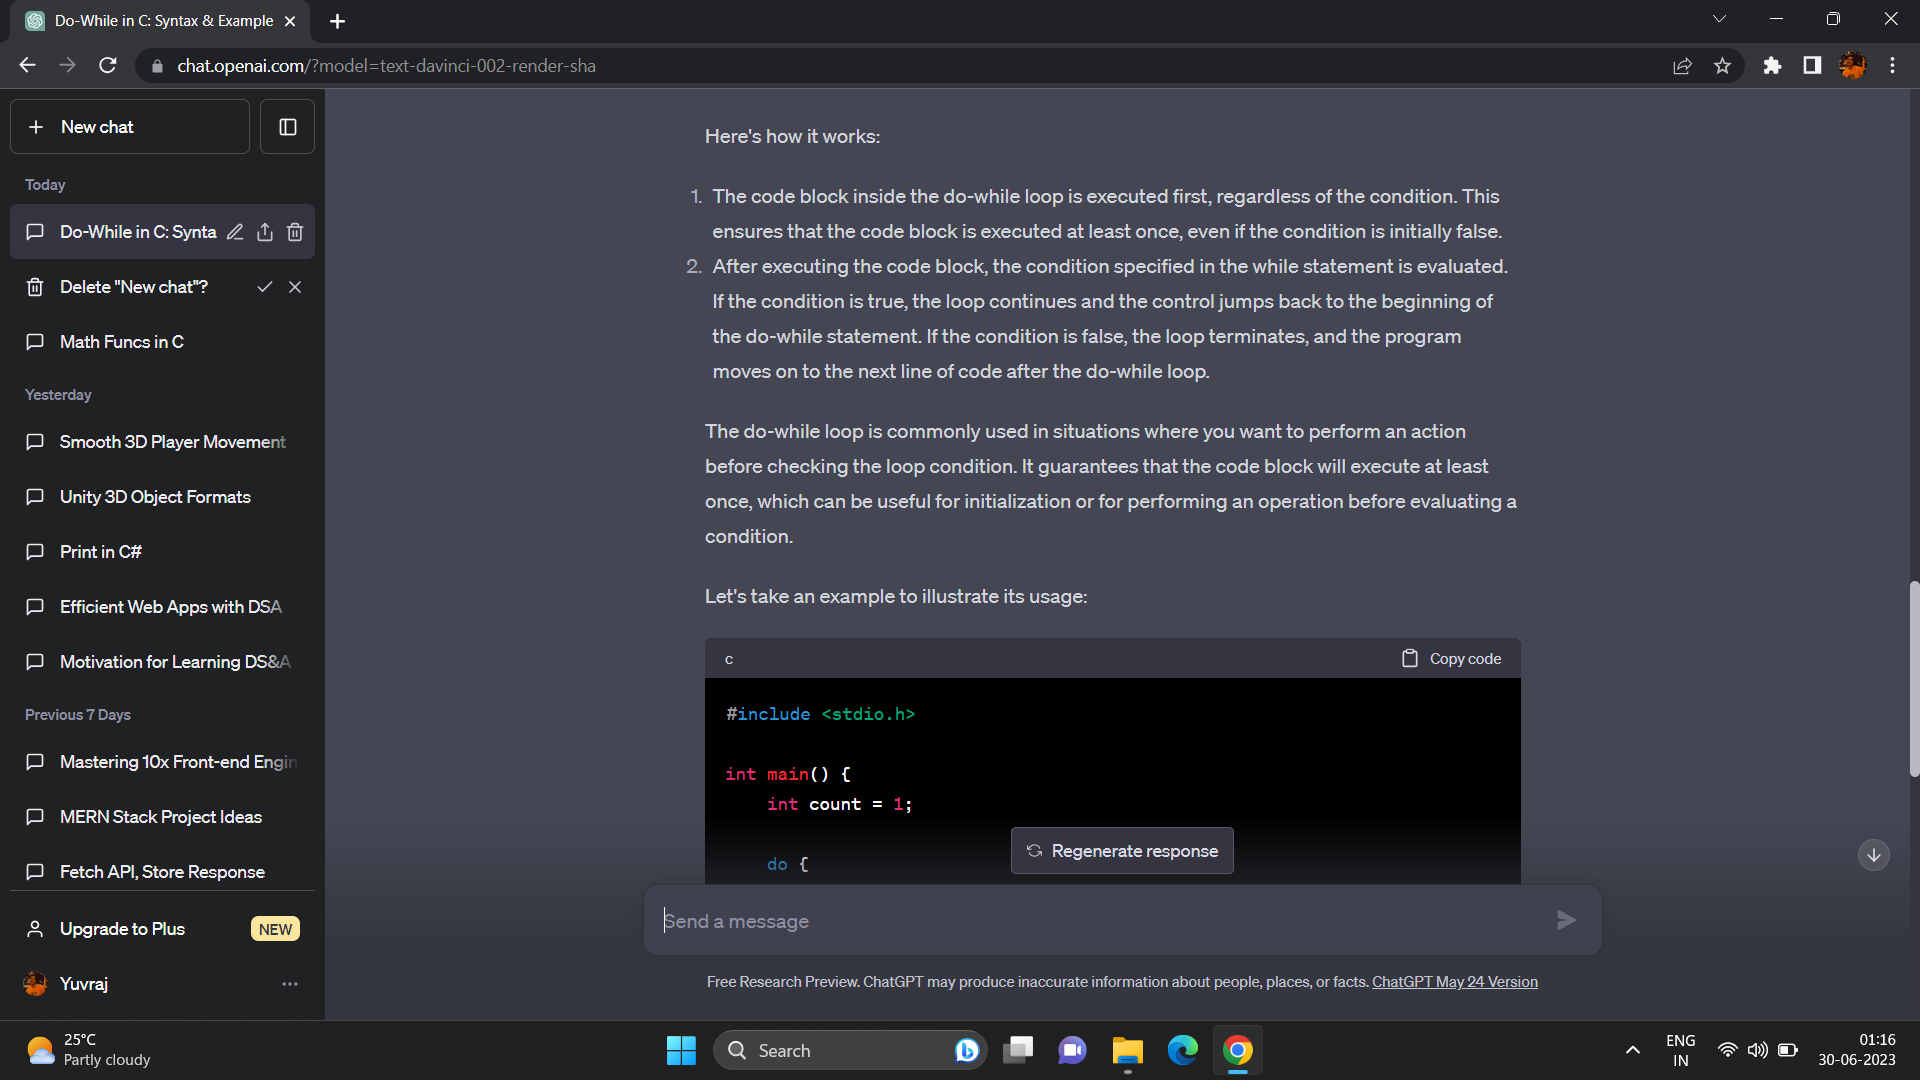 Do-While in C: Syntax & Example
chat.openai.com/?model=text-davinci-002-render-sha
New chat
Today
Do-While in C: Synta
Delete "New chat"?
Math Funcs in C
Yesterday
Smooth 3D Player Movement
Unity 3D Object Formats
Print in C#
Efficient Web Apps with DSA
Motivation for Learning DS&A
Previous 7 Days
Mastering 10x Front-end Engin
MERN Stack Project Ideas
Fetch API, Store Response
Upgrade to Plus NEW
Yuvraj
Here's how it works:
1. The code block inside the do-while loop is executed first, regardless of the condition. This
ensures that the code block is executed at least once, even if the condition is initially false.
2. After executing the code block, the condition specified in the while statement is evaluated.
If the condition is true, the loop continues and the control jumps back to the beginning of
the do-while statement. If the condition is false, the loop terminates, and the program
moves on to the next line of code after the do-while loop.
The do-while loop is commonly used in situations where you want to perform an action
before checking the loop condition. It guarantees that the code block will execute at least
once, which can be useful for initialization or for performing an operation before evaluating a
condition.
Let's take an example to illustrate its usage:
c Copy code
#include <stdio.h>
int main() {
int count = 1;
do {
Regenerate response
Send a message
Free Research Preview. ChatGPT may produce inaccurate information about people, places, or facts. ChatGPT May 24 Version
25°C
Partly cloudy
Search
ENG
IN
01:16
30-06-2023